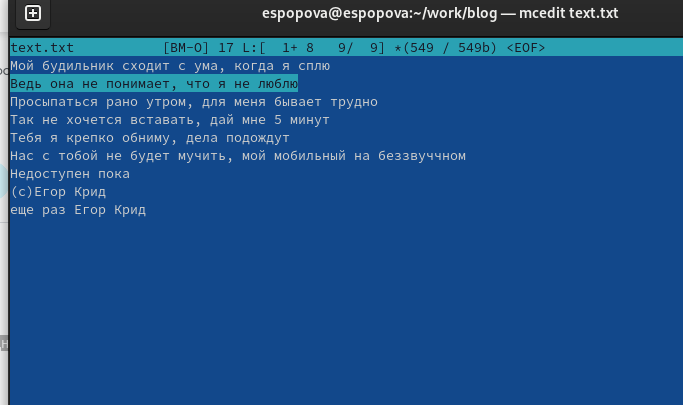 espopova@espopova:~/work/blog — mcedit text.txt
text.txt [BM-O] 17 L:[ 1+ 8 9/ 9] *(549 / 549b) <EOF>
Мой будильник сходит с ума, когда я сплю
Ведь она не понимает, что я не люблю
Просыпаться рано утром, для меня бывает трудно
Так не хочется вставать, дай мне 5 минут
Тебя я крепко обниму, дела подождут
Нас с тобой не будет мучить, мой мобильный на беззвуччном
Недоступен пока
(с)Егор Крид
еще раз Егор Крид